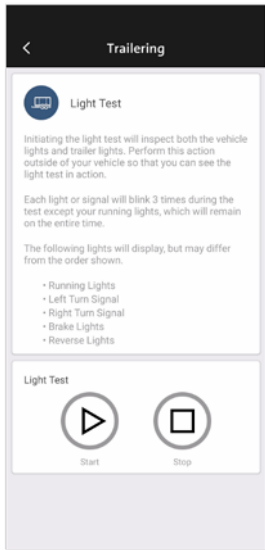 Trailering
Light Test
Initiating the light test will inspect both the vehicle
lights and trailer lights. Perform this action
outside of your vehicle so that you can see the
light test in action.
Each light or signal will blink 3 times during the
test except your running lights, which will remain
on the entire time.
The following lights will display, but may differ
from the order shown.
• Running Lights
• Left Turn Signal
• Right Turn Signal
• Brake Lights
• Reverse Lights
Light Test
Start Stop